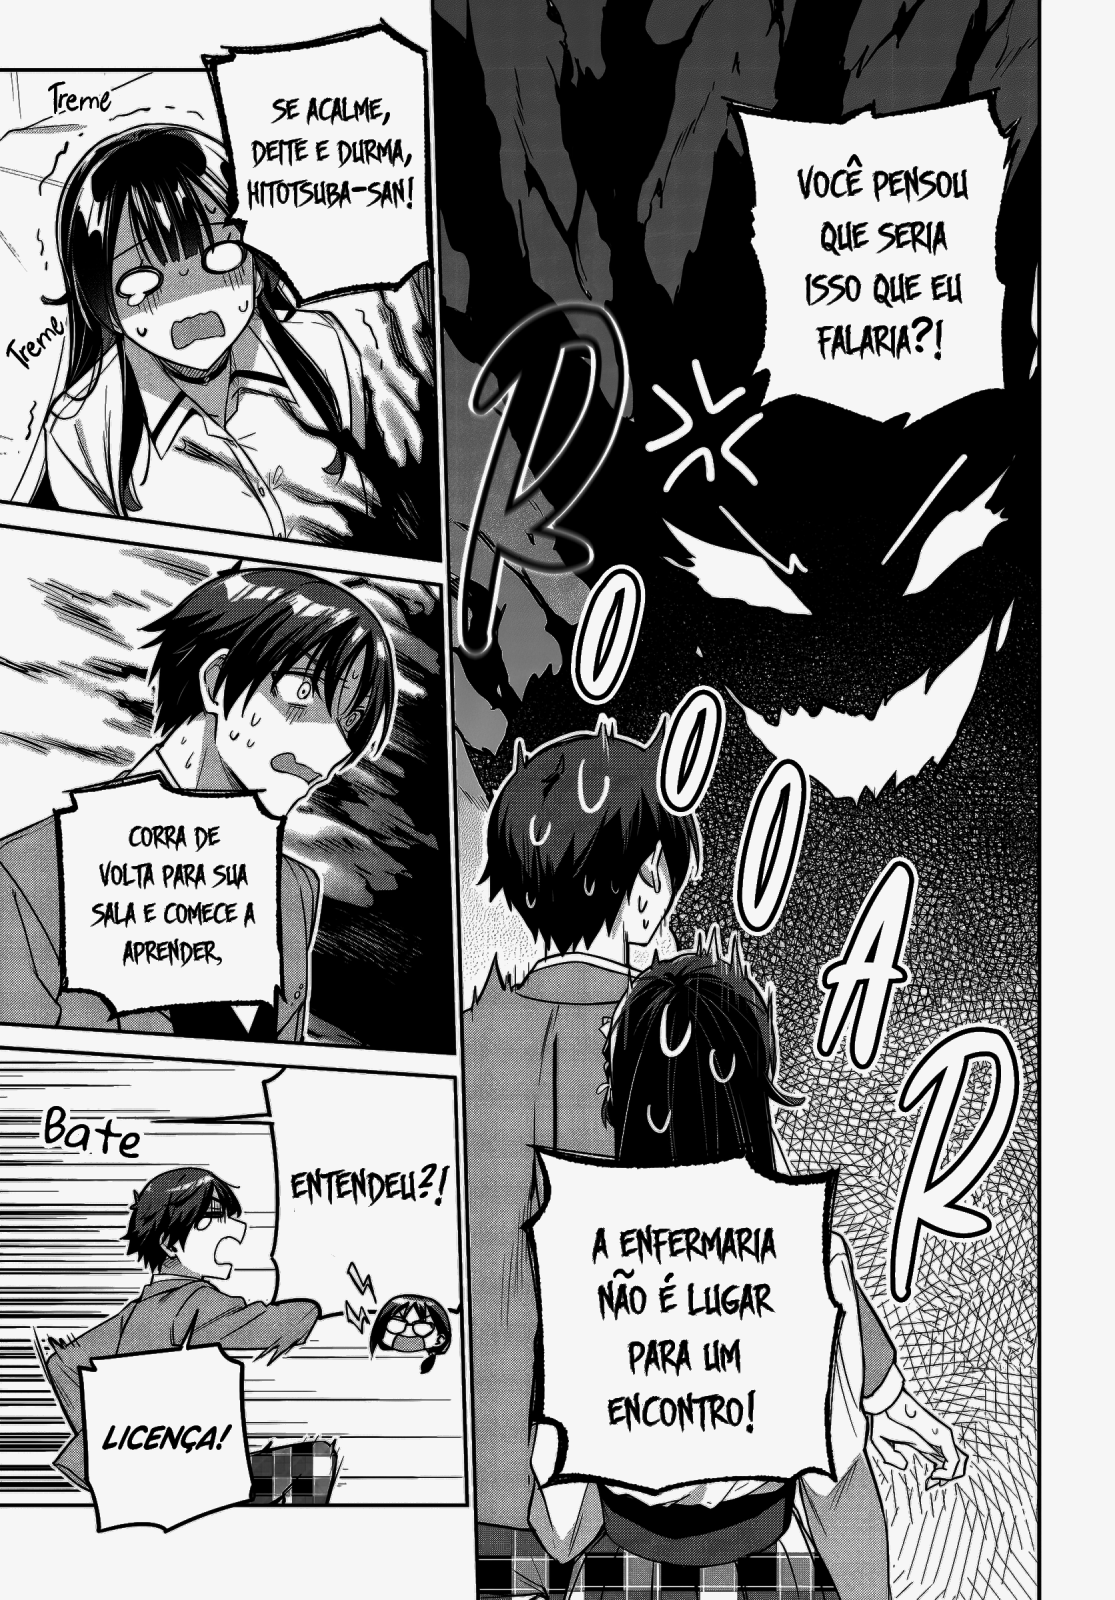 VOCÊ PENSOU
QUE SERIA
ISSO QUE EU
FALARIA?!
ROOOAR
A ENFERMARIA
NÃO É LUGAR
PARA UM
ENCONTRO!
SE ACALME,
DEITE E DURMA,
HITOTSUBA-SAN!
Treme
Treme
CORRA DE
VOLTA PARA SUA
SALA E COMECE A
APRENDER,
ENTENDEU?!
Bate
LICENÇA!